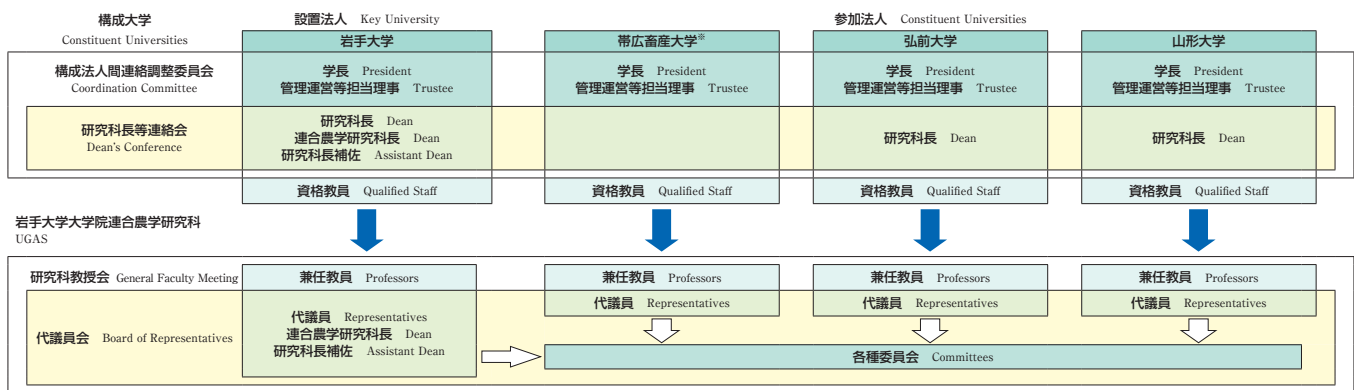 構成大学
Constituent Universities
設置法人 Key University
参加法人 Constituent Universities
岩手大学
帯広畜産大学※
弘前大学
山形大学
構成法人間連絡調整委員会
Coordination Committee
学長 President
管理運営等担当理事 Trustee
学長 President
管理運営等担当理事 Trustee
学長 President
管理運営等担当理事 Trustee
学長 President
管理運営等担当理事 Trustee
研究科長等連絡会
Dean's Conference
研究科長 Dean
連合農学研究科長 Dean
研究科長補佐 Assistant Dean
研究科長 Dean
研究科長 Dean
資格教員 Qualified Staff
資格教員 Qualified Staff
資格教員 Qualified Staff
資格教員 Qualified Staff
岩手大学大学院連合農学研究科
UGAS
研究科教授会 General Faculty Meeting
兼任教員 Professors
兼任教員 Professors
兼任教員 Professors
兼任教員 Professors
代議員会 Board of Representatives
代議員 Representatives
連合農学研究科長 Dean
研究科長補佐 Assistant Dean
代議員 Representatives
代議員 Representatives
代議員 Representatives
各種委員会 Committees